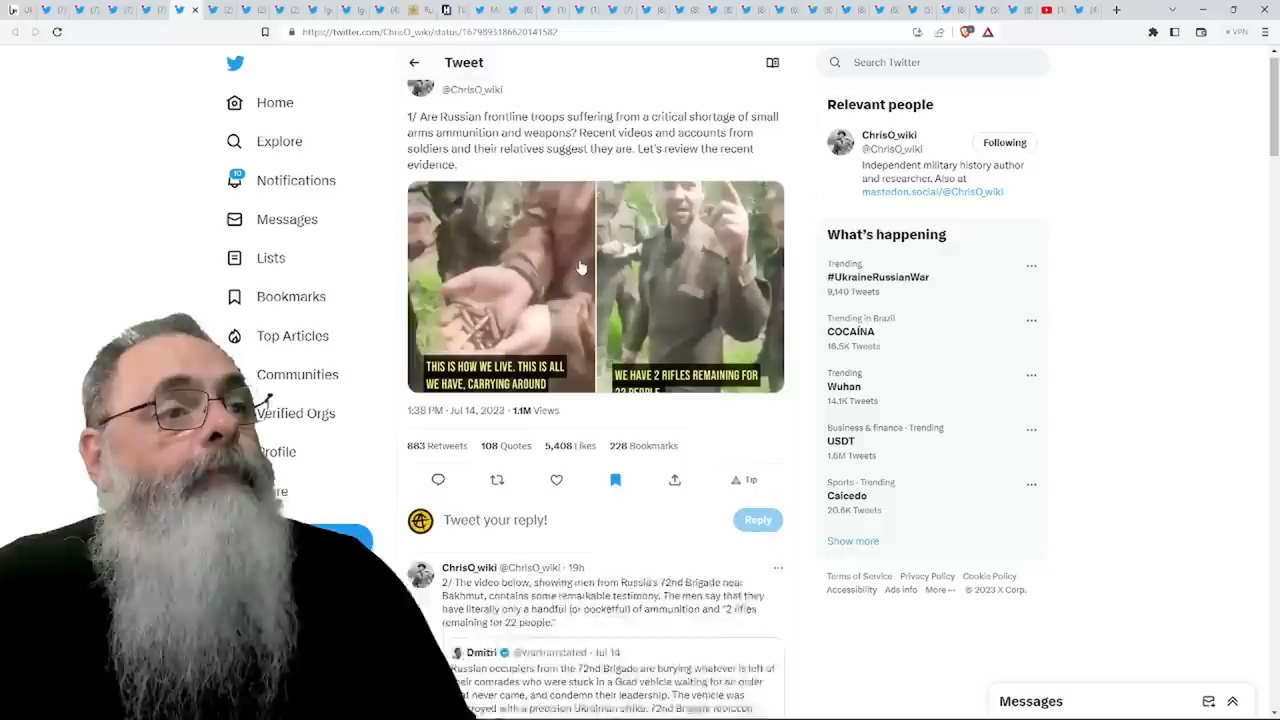 https://twitter.com/ChrisO_wiki/status/1679893186620141582
VPN
Home
Explore
10
Notifications
Messages
Lists
Bookmarks
Top Articles
Communities
Verified Orgs
Tweet
@ChrisO_wiki
1/ Are Russian frontline troops suffering from a critical shortage of small
arms ammunition and weapons? Recent videos and accounts from
soldiers and their relatives suggest they are. Let's review the recent
evidence.
THIS IS HOW WE LIVE. THIS IS ALL
WE HAVE, CARRYING AROUND
WE HAVE 2 RIFLES REMAINING FOR
22 PEOPLE
1:38 PM · Jul 14, 2023 · 1.1M Views
683 Retweets 108 Quotes 5,408 Likes 228 Bookmarks
Tip
Tweet your reply!
Reply
ChrisO_wiki @ChrisO_wiki · 19h
2/ The video below, showing men from Russia's 72nd Brigade near
Bakhmut, contains some remarkable testimony. The men say that they
have literally only a handful (or pocketful) of ammunition and "2 rifles
remaining for 22 people."
Dmitri @wartranslated · Jul 14
Russian occupiers from the 72nd Brigade are burying whatever is left of
their comrades who were stuck in a Grad vehicle waiting for an order
that never came, and condemn their leadership. The vehicle was
destroyed with a precision Ukrainian strike. 72nd Brigade
Search Twitter
Relevant people
ChrisO_wiki
@ChrisO_wiki
Following
Independent military history author
and researcher. Also at
mastodon.social/@ChrisO_wiki
What's happening
Trending
#UkraineRussianWar
9,140 Tweets
Trending in Brazil
COCAÍNA
16.5K Tweets
Trending
Wuhan
14.1K Tweets
Business & finance · Trending
USDT
1.6M Tweets
Sports · Trending
Caicedo
20.6K Tweets
Show more
Terms of Service Privacy Policy Cookie Policy
Accessibility Ads info More ··· © 2023 X Corp.
Messages